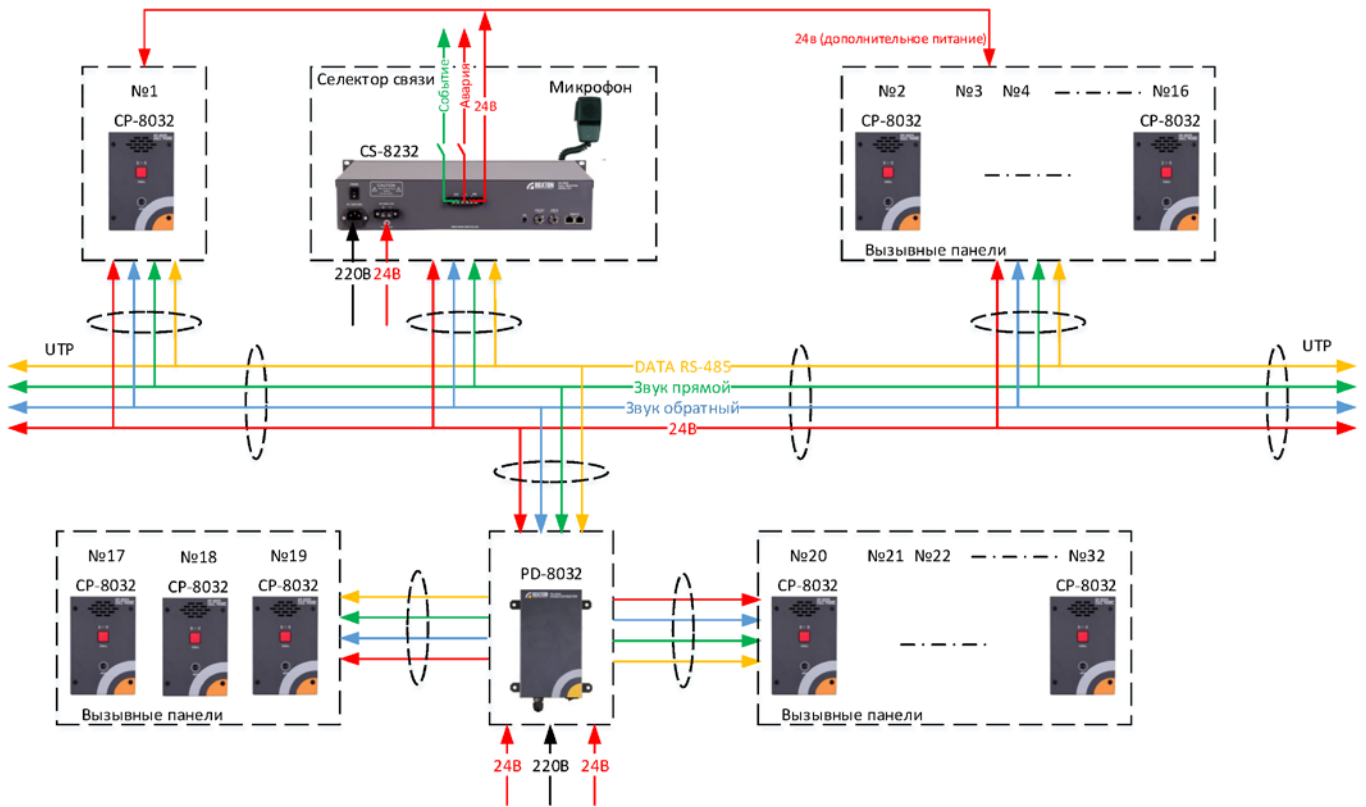 24в (дополнительное питание)
№1
CP-8032
Селектор связи
Событие
Авария
24В
Микрофон
CS-8232
ROXTON
CAUTION
220В
24В
№2
№3
№4
№16
CP-8032
CP-8032
Вызывные панели
UTP
UTP
DATA RS-485
Звук прямой
Звук обратный
24В
№17
№18
№19
CP-8032
CP-8032
CP-8032
Вызывные панели
PD-8032
24В
220В
24В
№20
№21
№22
№32
CP-8032
CP-8032
Вызывные панели